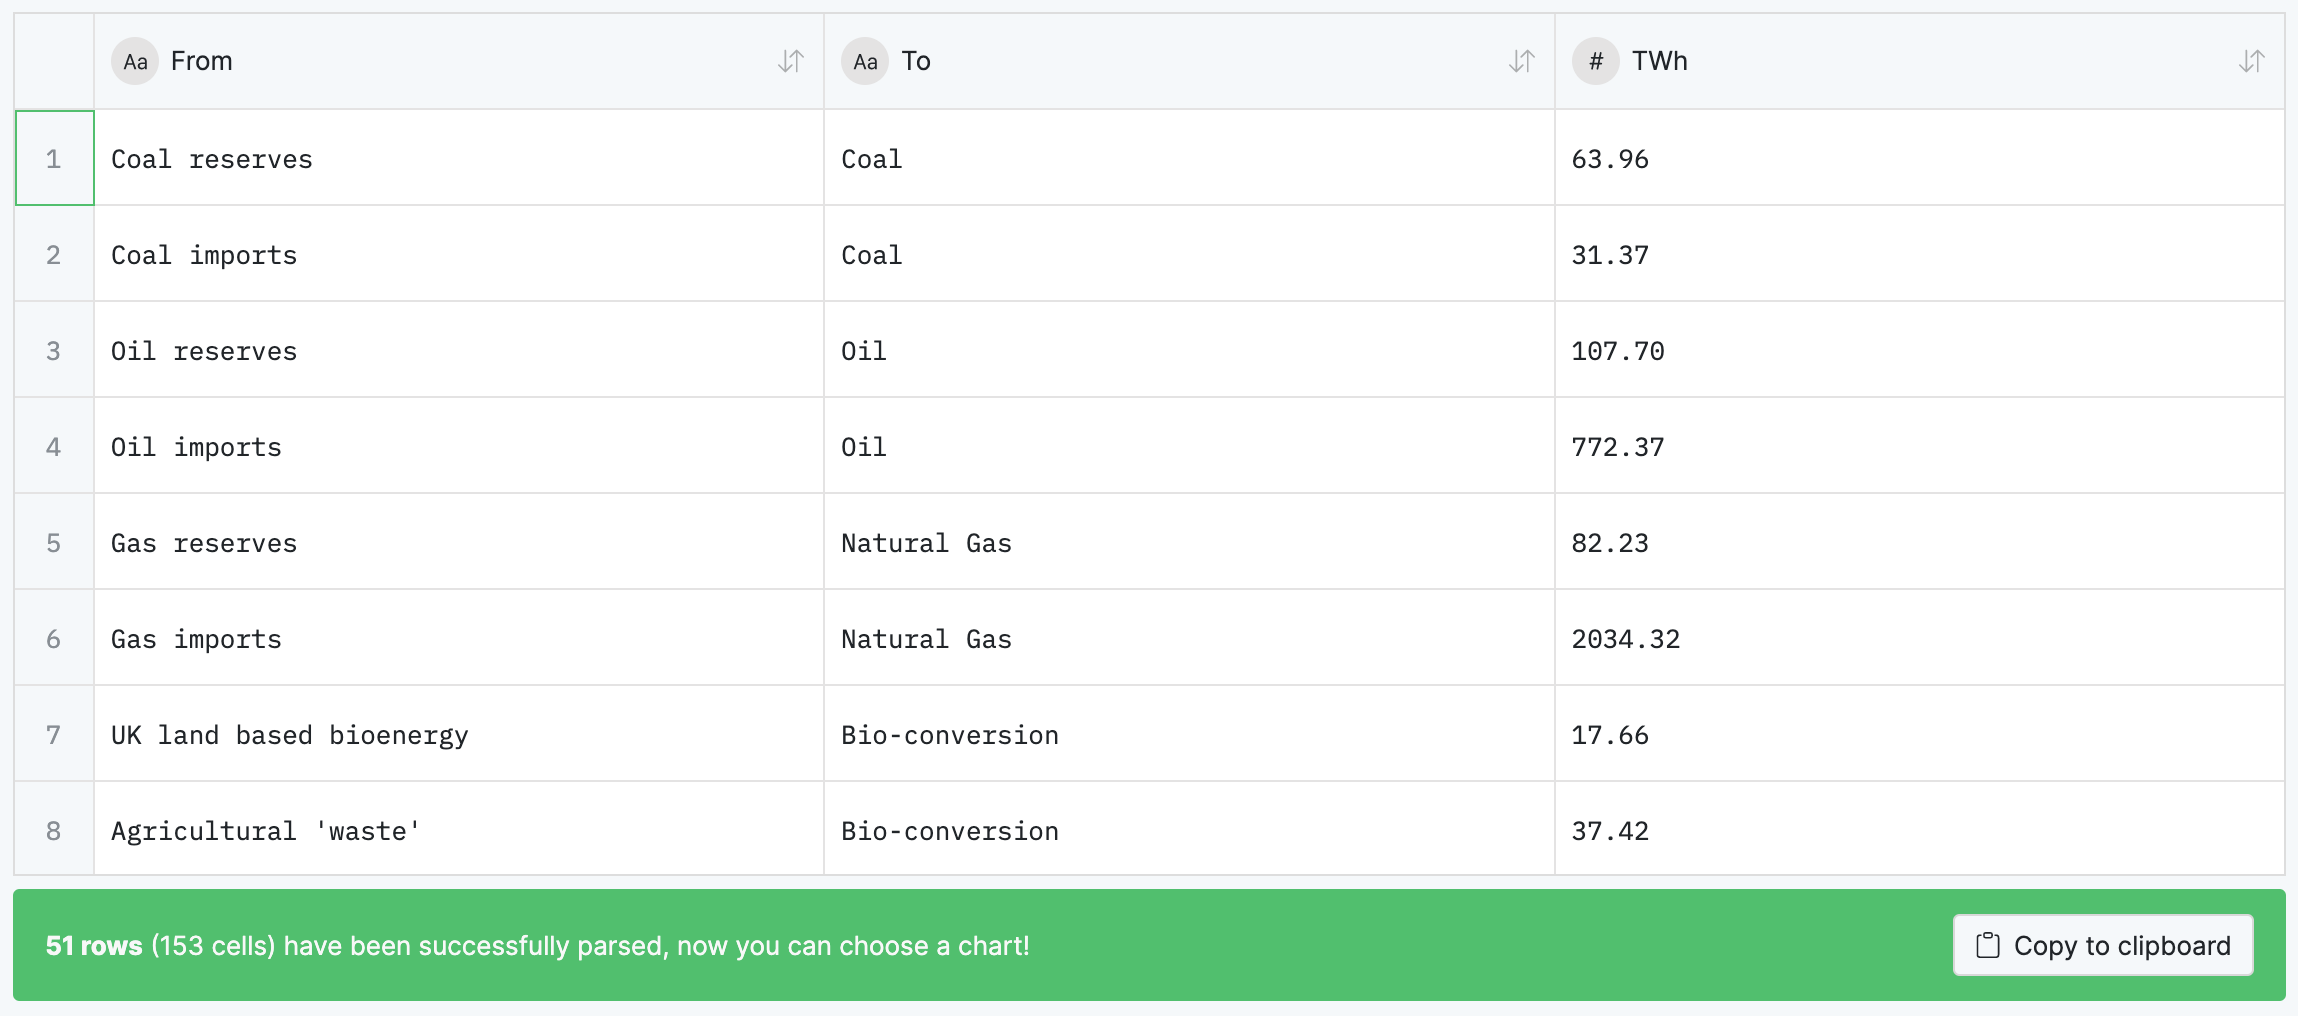 Aa From Aa To # TWh
1 Coal reserves Coal 63.96
2 Coal imports Coal 31.37
3 Oil reserves Oil 107.70
4 Oil imports Oil 772.37
5 Gas reserves Natural Gas 82.23
6 Gas imports Natural Gas 2034.32
7 UK land based bioenergy Bio-conversion 17.66
8 Agricultural 'waste' Bio-conversion 37.42
51 rows (153 cells) have been successfully parsed, now you can choose a chart! Copy to clipboard